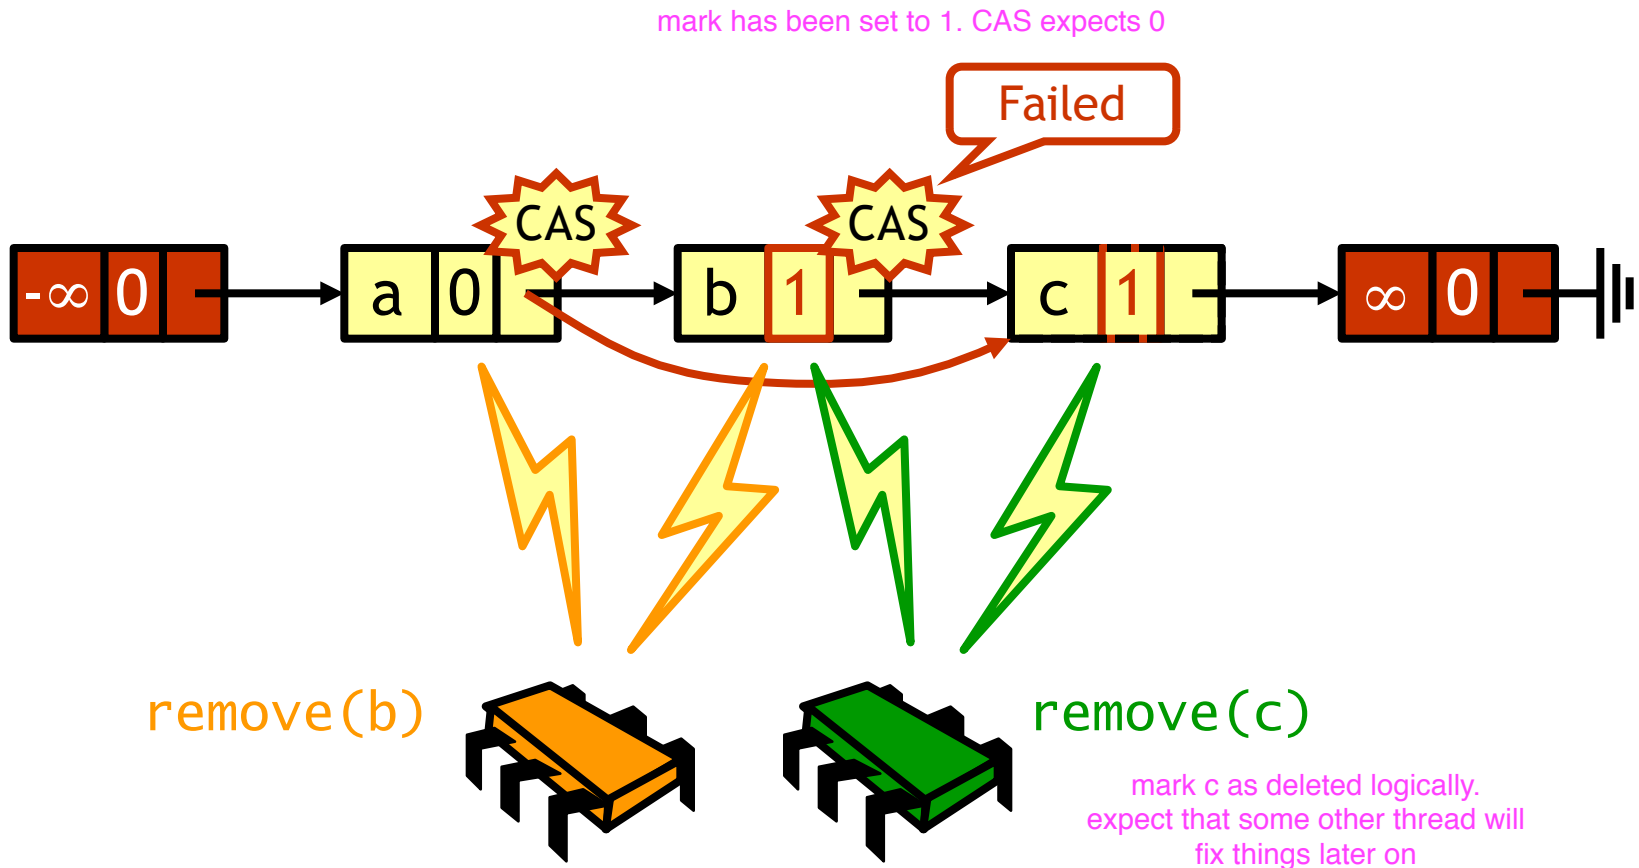 mark has been set to 1. CAS expects 0
Failed
CAS CAS
-∞ 0 a 0 b 1 c 1 ∞ 0
remove(b) remove(c)
mark c as deleted logically.
expect that some other thread will
fix things later on